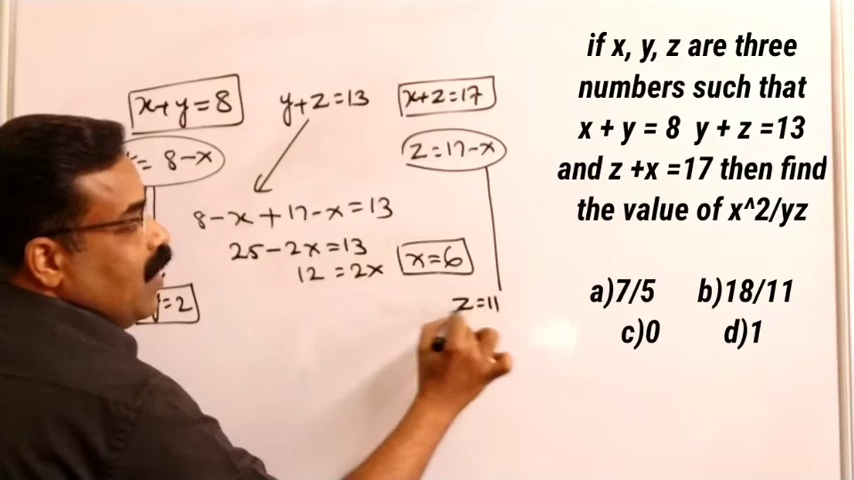 x+y=8 y+z=13 x+z=17
= 8-x z=17-x
8-x+17-x=13
25-2x=13
12=2x x=6
=2 z=11
if x, y, z are three
numbers such that
x + y = 8 y + z =13
and z +x =17 then find
the value of x^2/yz
a)7/5 b)18/11
c)0 d)1